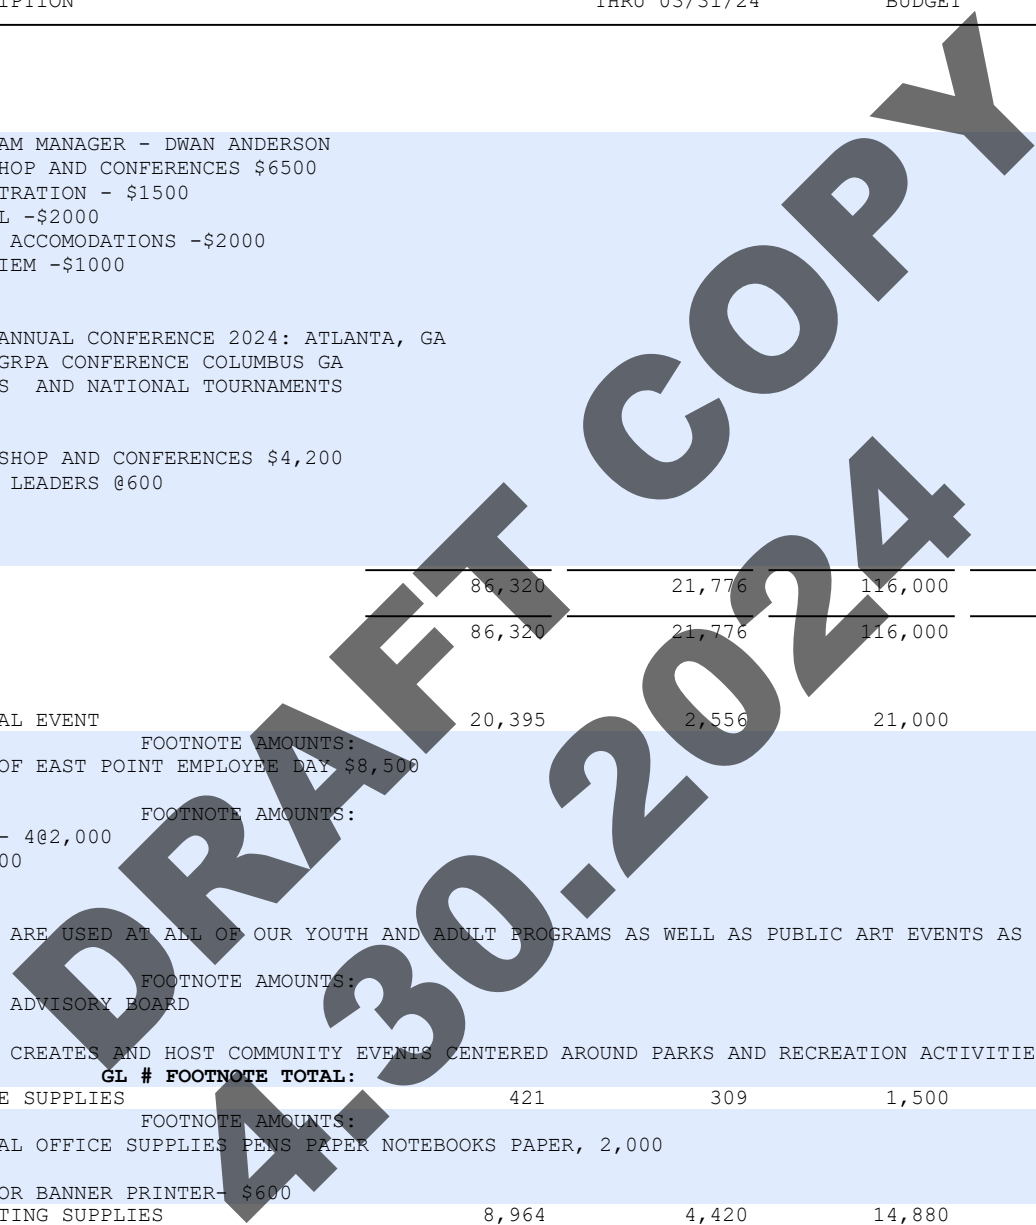 THRU 03/31/24 BUDGET
AM MANAGER - DWAN ANDERSON
HOP AND CONFERENCES $6500
TRATION - $1500
L -$2000
ACCOMODATIONS -$2000
IEM -$1000
ANNUAL CONFERENCE 2024: ATLANTA, GA
GRPA CONFERENCE COLUMBUS GA
S AND NATIONAL TOURNAMENTS
SHOP AND CONFERENCES $4,200
LEADERS @600
86,320 21,776 116,000
86,320 21,776 116,000
AL EVENT 20,395 2,556 21,000
FOOTNOTE AMOUNTS:
OF EAST POINT EMPLOYEE DAY $8,500
FOOTNOTE AMOUNTS:
- 4@2,000
00
ARE USED AT ALL OF OUR YOUTH AND ADULT PROGRAMS AS WELL AS PUBLIC ART EVENTS AS
FOOTNOTE AMOUNTS:
ADVISORY BOARD
CREATES AND HOST COMMUNITY EVENTS CENTERED AROUND PARKS AND RECREATION ACTIVITIE
GL # FOOTNOTE TOTAL:
E SUPPLIES 421 309 1,500
FOOTNOTE AMOUNTS:
AL OFFICE SUPPLIES PENS PAPER NOTEBOOKS PAPER, 2,000
OR BANNER PRINTER- $600
TING SUPPLIES 8,964 4,420 14,880
DRAFT COPY
4.30.2024